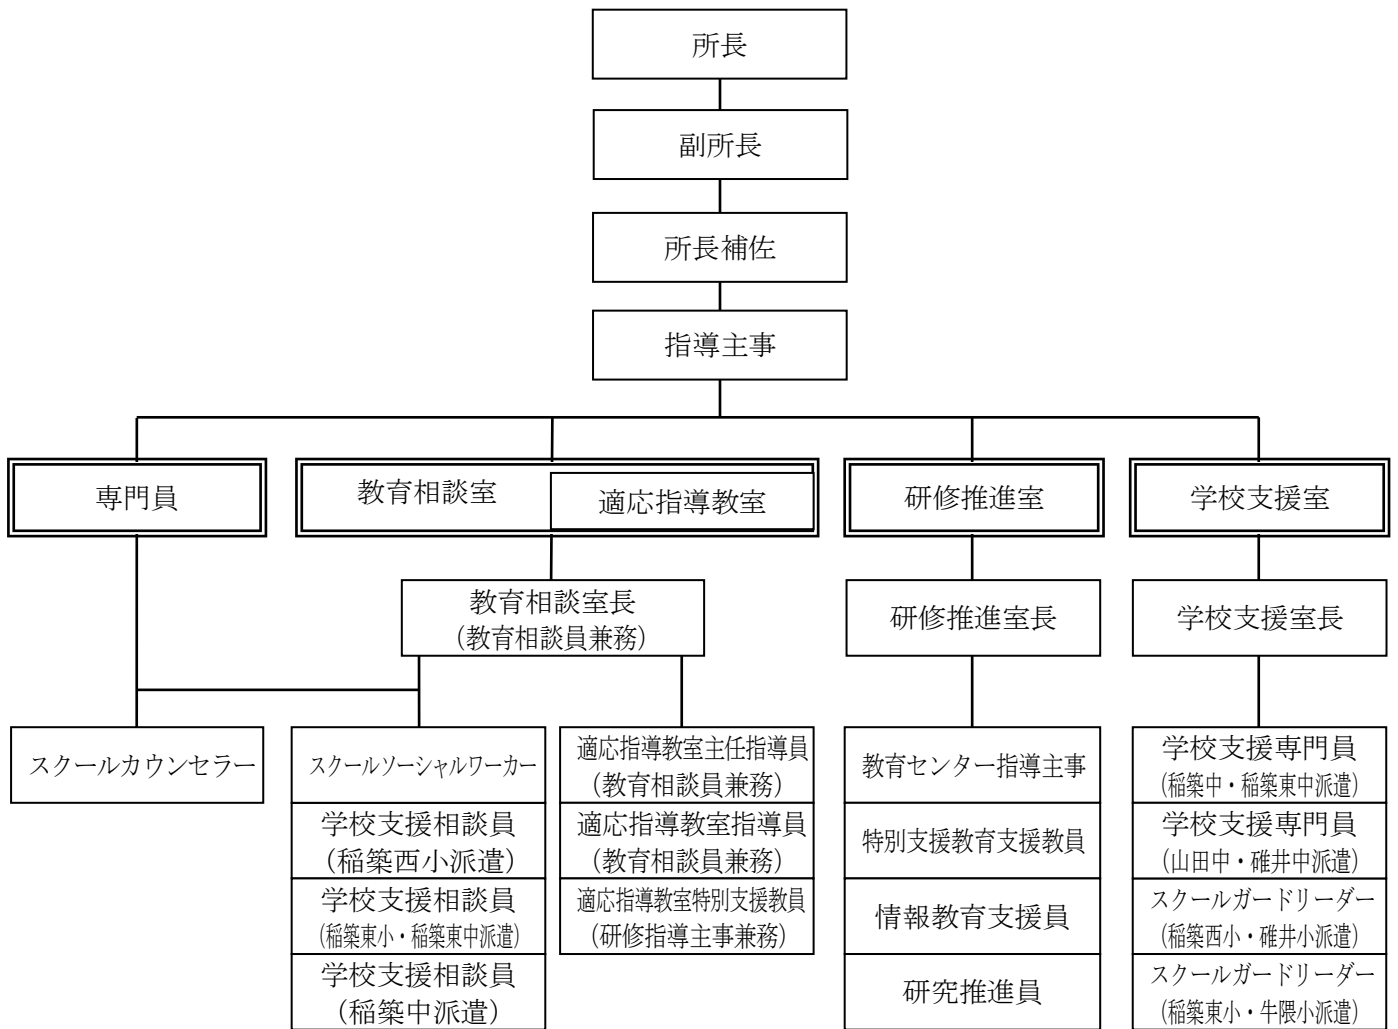 所長
副所長
所長補佐
指導主事
専門員
教育相談室
適応指導教室
研修推進室
学校支援室
教育相談室長
(教育相談員兼務)
研修推進室長
学校支援室長
スクールカウンセラー
スクールソーシャルワーカー
学校支援相談員
(稲築西小派遣)
学校支援相談員
(稲築東小・稲築東中派遣)
学校支援相談員
(稲築中派遣)
適応指導教室主任指導員
(教育相談員兼務)
適応指導教室指導員
(教育相談員兼務)
適応指導教室特別支援教員
(研修指導主事兼務)
教育センター指導主事
特別支援教育支援教員
情報教育支援員
研究推進員
学校支援専門員
(稲築中・稲築東中派遣)
学校支援専門員
(山田中・碓井中派遣)
スクールガードリーダー
(稲築西小・碓井小派遣)
スクールガードリーダー
(稲築東小・牛隈小派遣)